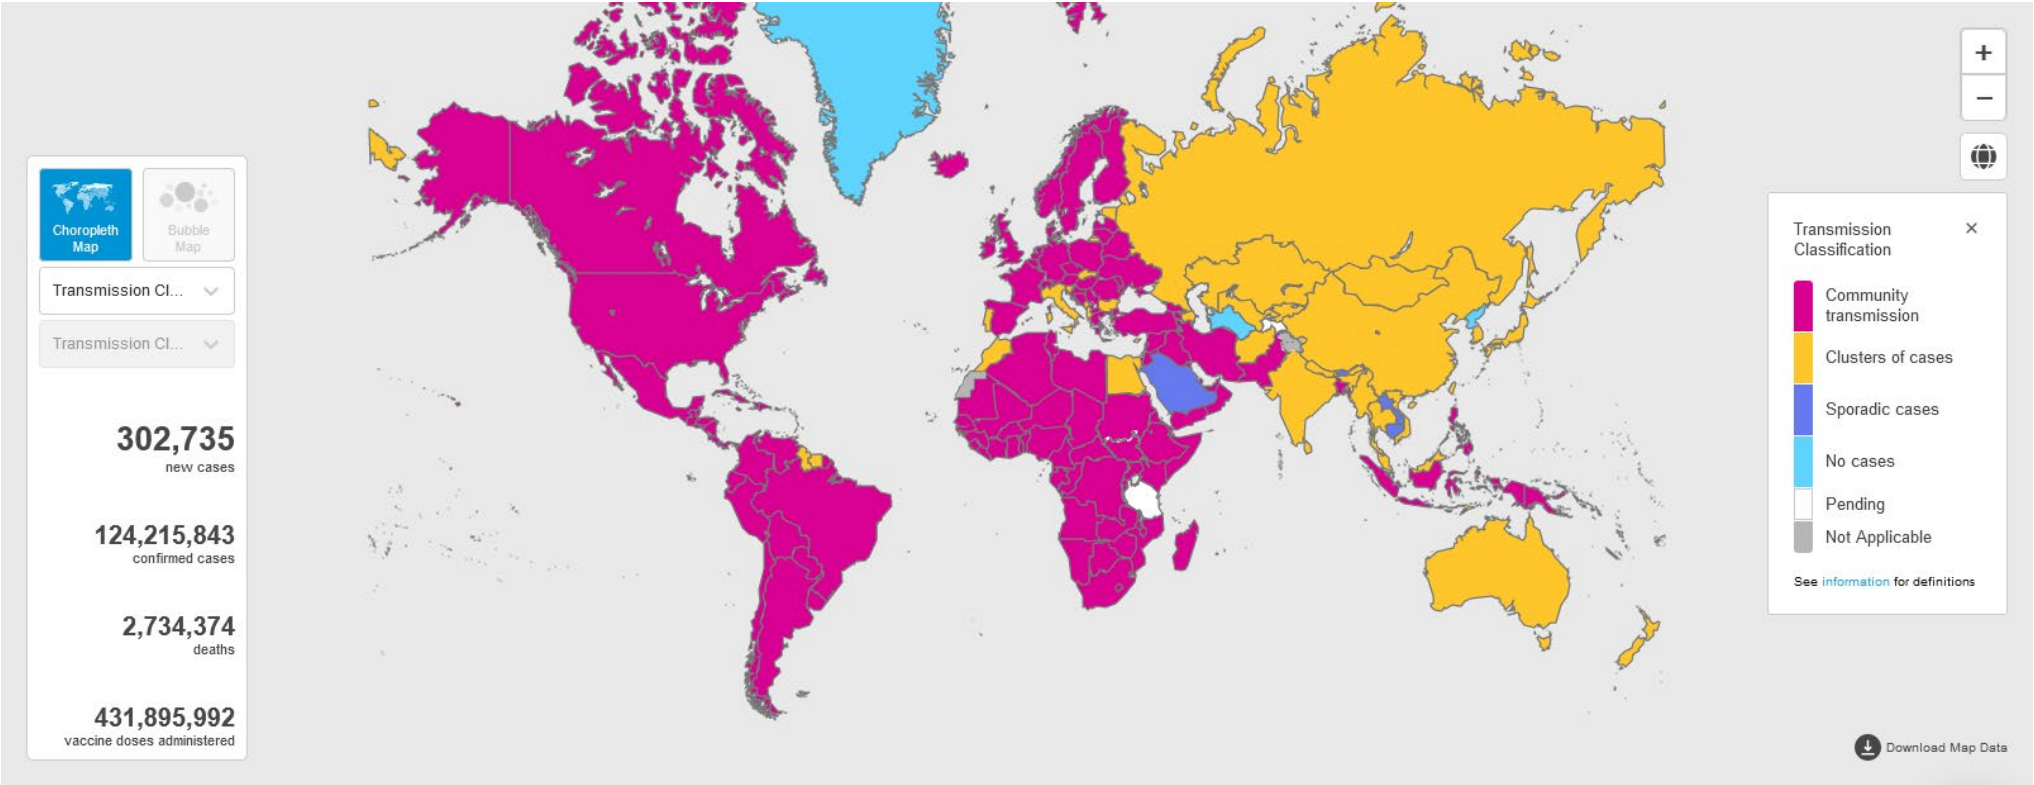 Choropleth
Map
Bubble
Map
Transmission Cl...
Transmission Cl...
302,735
new cases
124,215,843
confirmed cases
2,734,374
deaths
431,895,992
vaccine doses administered
+
−
Transmission
Classification
×
Community
transmission
Clusters of cases
Sporadic cases
No cases
Pending
Not Applicable
See information for definitions
Download Map Data